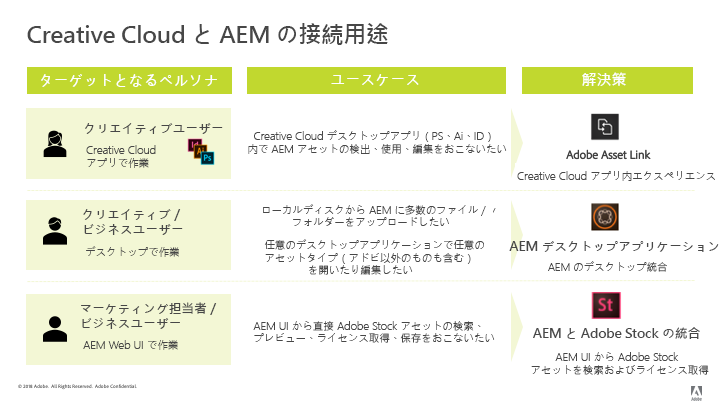 Creative Cloud と AEM の接続用途
ターゲットとなるペルソナ
ユースケース
解決策
クリエイティブユーザー
Creative Cloud
アプリで作業
Id
Ai
Ps
Creative Cloud デスクトップアプリ ( PS、Ai、ID )
内で AEM アセットの検出、使用、編集をおこないたい
Adobe Asset Link
Creative Cloud アプリ内エクスペリエンス
クリエイティブ /
ビジネスユーザー
デスクトップで作業
ローカルディスクから AEM に多数のファイル /
フォルダーをアップロードしたい
任意のデスクトップアプリケーションで任意の
アセットタイプ ( アドビ以外のものも含む )
を開いたり編集したい
AEM デスクトップアプリケーション
AEM のデスクトップ統合
マーケティング担当者 /
ビジネスユーザー
AEM Web UI で作業
AEM UI から直接 Adobe Stock アセットの検索、
プレビュー、ライセンス取得、保存をおこないたい
St
AEM と Adobe Stock の統合
AEM UI から Adobe Stock
アセットを検索およびライセンス取得
© 2018 Adobe. All Rights Reserved. Adobe Confidential.
Adobe